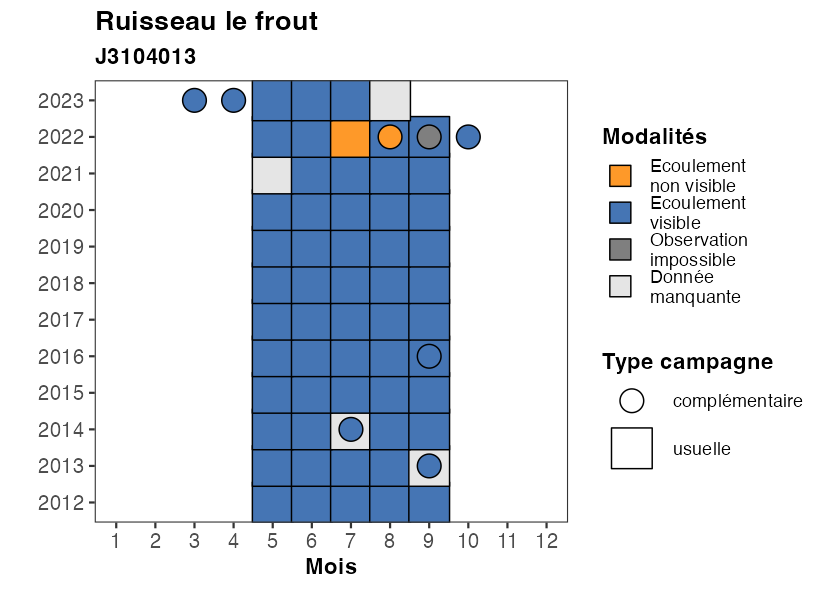 Ruisseau le frout
J3104013
2023
2022
2021
2020
2019
2018
2017
2016
2015
2014
2013
2012
1 2 3 4 5 6 7 8 9 10 11 12
Mois
Modalités
Ecoulement
non visible
Ecoulement
visible
Observation
impossible
Donnée
manquante
Type campagne
complémentaire
usuelle